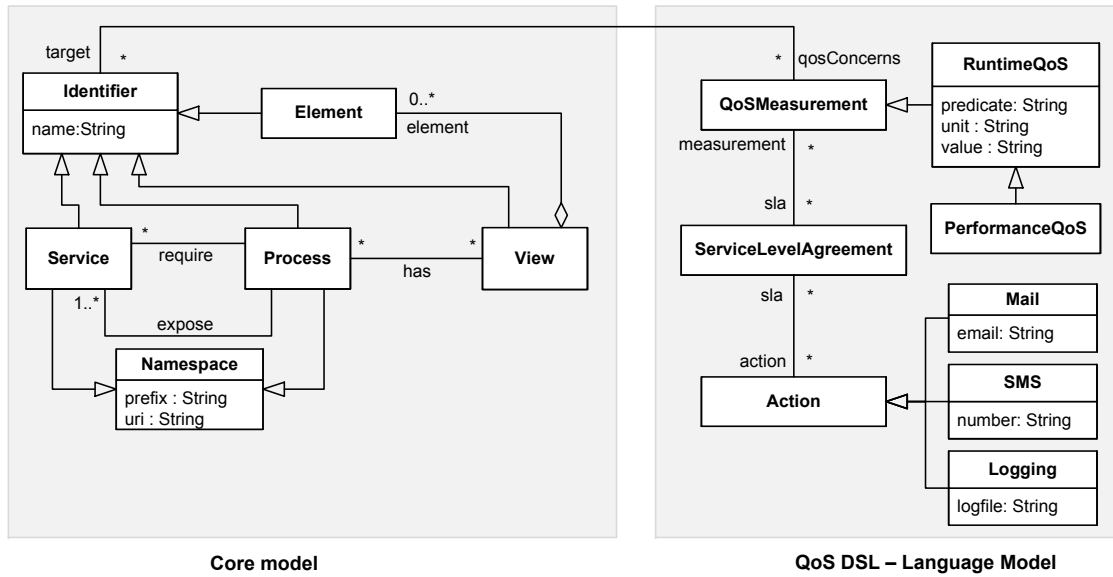 target
*
Identifier
name:String
Element
0..*
element
Service
*
require
Process
*
has
*
View
1..*
expose
Namespace
prefix : String
uri : String
Core model
*
qosConcerns
QoSMeasurement
measurement
*
sla
*
ServiceLevelAgreement
sla
*
action
*
Action
RuntimeQoS
predicate: String
unit : String
value : String
PerformanceQoS
Mail
email: String
SMS
number: String
Logging
logfile: String
QoS DSL – Language Model